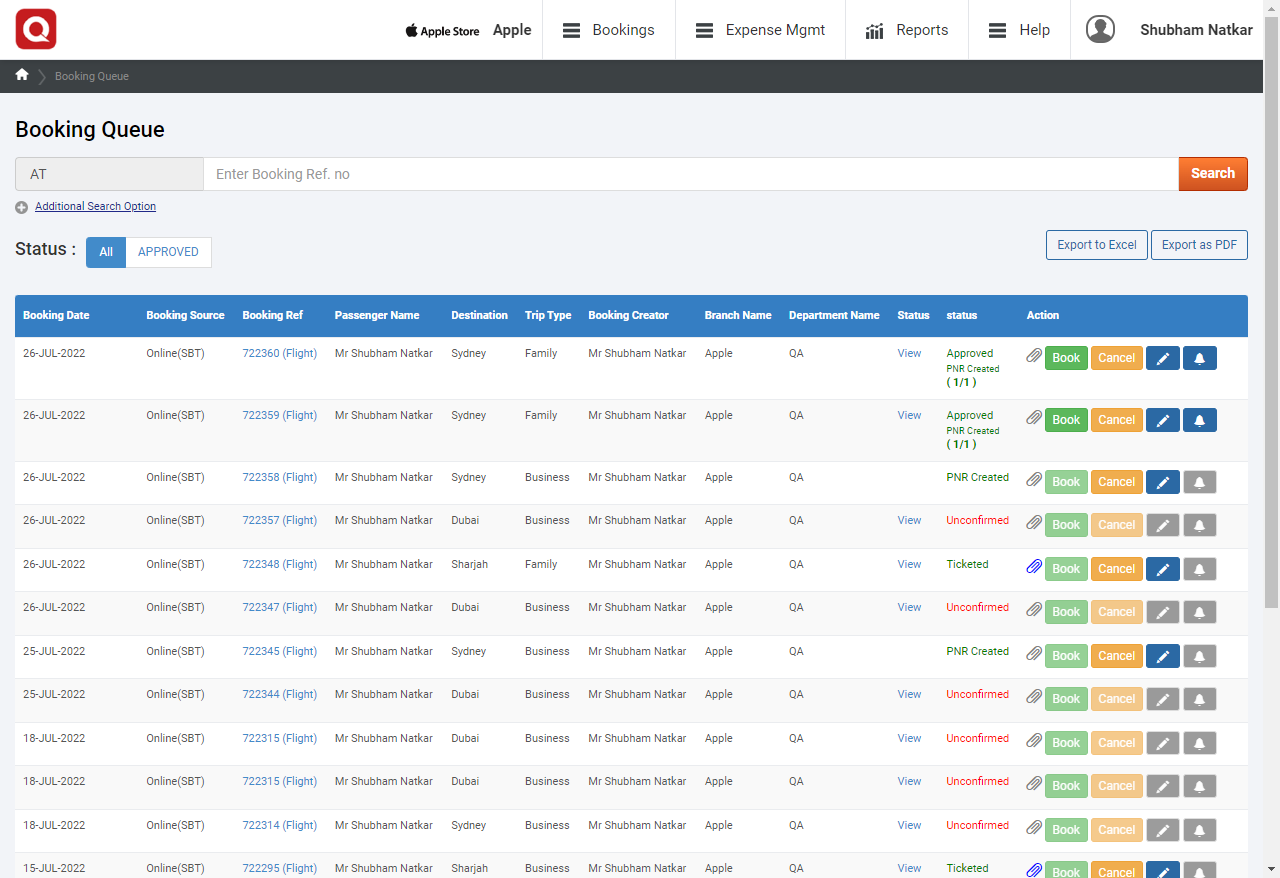 Q Apple Store Apple Bookings Expense Mgmt Reports Help Shubham Natkar
Booking Queue
Booking Queue
AT Enter Booking Ref. no Search
Additional Search Option
Status : All APPROVED Export to Excel Export as PDF
Booking Date Booking Source Booking Ref Passenger Name Destination Trip Type Booking Creator Branch Name Department Name Status status Action
26-JUL-2022 Online(SBT) 722360 (Flight) Mr Shubham Natkar Sydney Family Mr Shubham Natkar Apple QA View Approved Book Cancel
PNR Created
( 1/1 )
26-JUL-2022 Online(SBT) 722359 (Flight) Mr Shubham Natkar Sydney Family Mr Shubham Natkar Apple QA View Approved Book Cancel
PNR Created
( 1/1 )
26-JUL-2022 Online(SBT) 722358 (Flight) Mr Shubham Natkar Sydney Business Mr Shubham Natkar Apple QA PNR Created Book Cancel
26-JUL-2022 Online(SBT) 722357 (Flight) Mr Shubham Natkar Dubai Business Mr Shubham Natkar Apple QA View Unconfirmed Book Cancel
26-JUL-2022 Online(SBT) 722348 (Flight) Mr Shubham Natkar Sharjah Family Mr Shubham Natkar Apple QA View Ticketed Book Cancel
26-JUL-2022 Online(SBT) 722347 (Flight) Mr Shubham Natkar Dubai Business Mr Shubham Natkar Apple QA View Unconfirmed Book Cancel
25-JUL-2022 Online(SBT) 722345 (Flight) Mr Shubham Natkar Sydney Business Mr Shubham Natkar Apple QA PNR Created Book Cancel
25-JUL-2022 Online(SBT) 722344 (Flight) Mr Shubham Natkar Dubai Business Mr Shubham Natkar Apple QA View Unconfirmed Book Cancel
18-JUL-2022 Online(SBT) 722315 (Flight) Mr Shubham Natkar Dubai Business Mr Shubham Natkar Apple QA View Unconfirmed Book Cancel
18-JUL-2022 Online(SBT) 722315 (Flight) Mr Shubham Natkar Dubai Business Mr Shubham Natkar Apple QA View Unconfirmed Book Cancel
18-JUL-2022 Online(SBT) 722314 (Flight) Mr Shubham Natkar Sydney Business Mr Shubham Natkar Apple QA View Unconfirmed Book Cancel
15-JUL-2022 Online(SBT) 722295 (Flight) Mr Shubham Natkar Sharjah Business Mr Shubham Natkar Apple QA View Ticketed Book Cancel